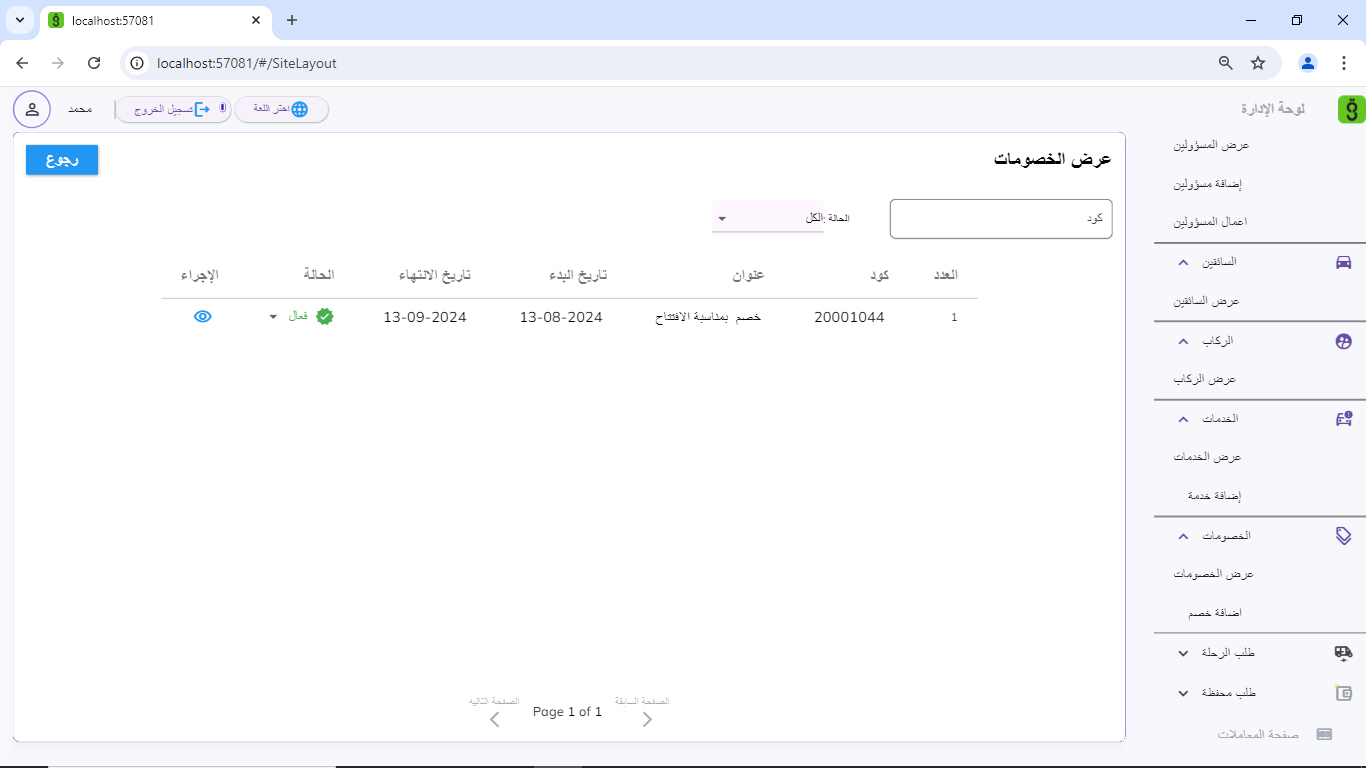 localhost:57081
localhost:57081/#/SiteLayout
لوحة الإدارة
اختر اللغة
تسجيل الخروج
محمد
عرض المسؤولين
إضافة مسؤولين
اعمال المسؤولين
السائقين
عرض السائقين
الركاب
عرض الركاب
الخدمات
عرض الخدمات
إضافة خدمة
الخصومات
عرض الخصومات
اضافة خصم
طلب الرحلة
طلب محفظة
صفحة المعاملات
عرض الخصومات
رجوع
كود
الحالة :الكل
العدد كود عنوان تاريخ البدء تاريخ الانتهاء الحالة الإجراء
1 20001044 خصم بمناسبة الافتتاح 13-08-2024 13-09-2024 فعال
الصفحة السابقة
Page 1 of 1
الصفحة التاليه